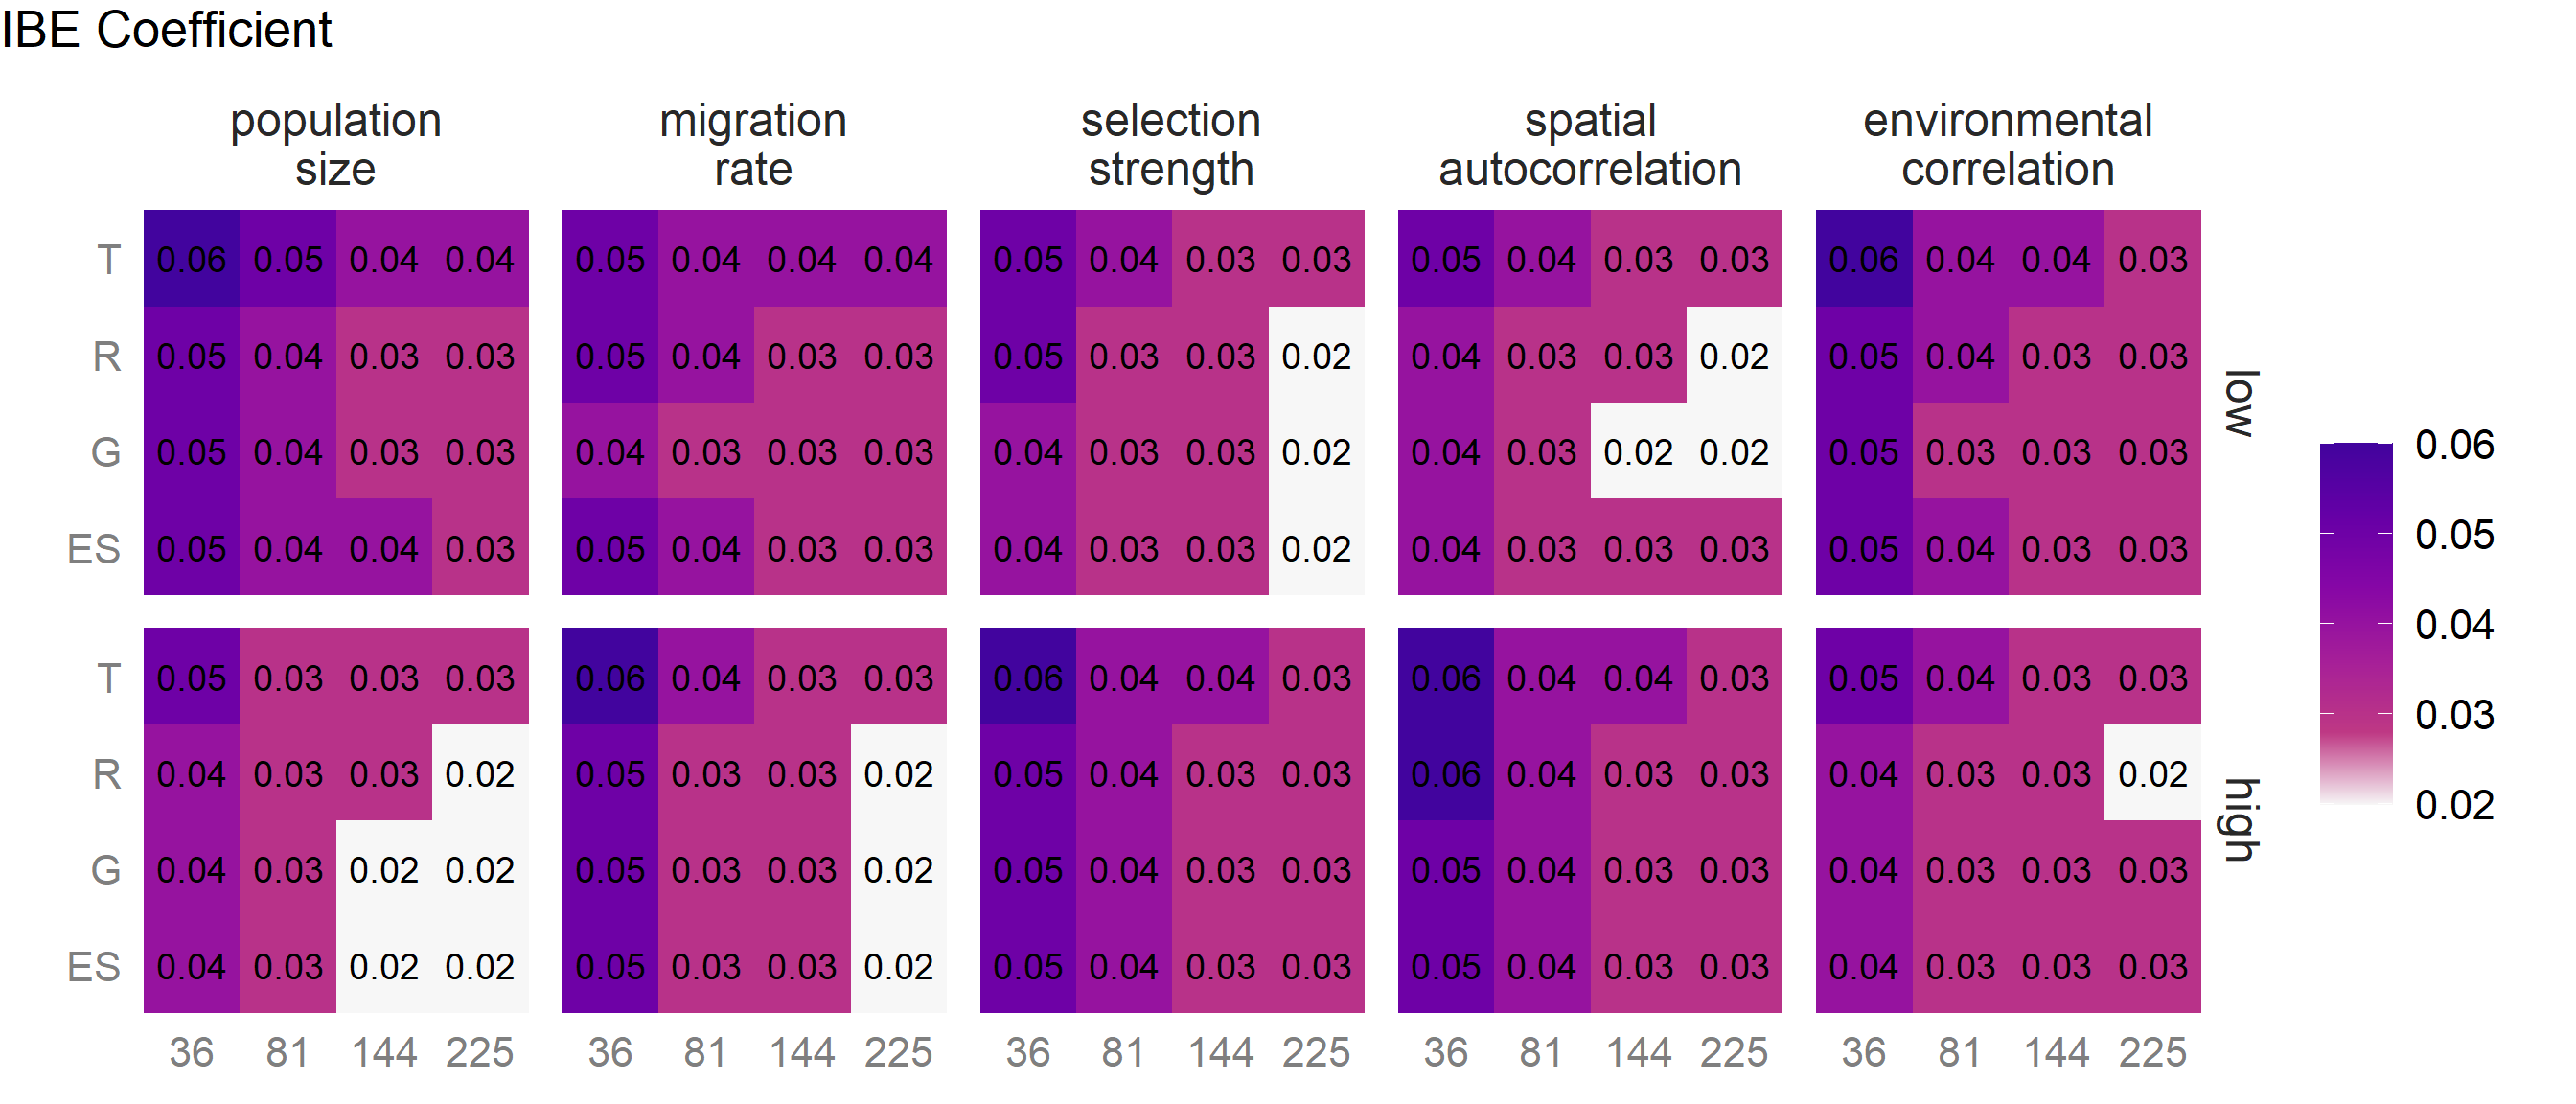 IBE Coefficient
population migration selection spatial environmental
size rate strength autocorrelation correlation
T 0.06 0.05 0.04 0.04 0.05 0.04 0.04 0.04 0.05 0.04 0.03 0.03 0.05 0.04 0.03 0.03 0.06 0.04 0.04 0.03
R 0.05 0.04 0.03 0.03 0.05 0.04 0.03 0.03 0.05 0.03 0.03 0.02 0.04 0.03 0.03 0.02 0.05 0.04 0.03 0.03
low
G 0.05 0.04 0.03 0.03 0.04 0.03 0.03 0.03 0.04 0.03 0.03 0.02 0.04 0.03 0.02 0.02 0.05 0.03 0.03 0.03
ES 0.05 0.04 0.04 0.03 0.05 0.04 0.03 0.03 0.04 0.03 0.03 0.02 0.04 0.03 0.03 0.03 0.05 0.04 0.03 0.03
T 0.05 0.03 0.03 0.03 0.06 0.04 0.03 0.03 0.06 0.04 0.04 0.03 0.06 0.04 0.04 0.03 0.05 0.04 0.03 0.03
R 0.04 0.03 0.03 0.02 0.05 0.03 0.03 0.02 0.05 0.04 0.03 0.03 0.06 0.04 0.03 0.03 0.04 0.03 0.03 0.02
high
G 0.04 0.03 0.02 0.02 0.05 0.03 0.03 0.02 0.05 0.04 0.03 0.03 0.05 0.04 0.03 0.03 0.04 0.03 0.03 0.03
ES 0.04 0.03 0.02 0.02 0.05 0.03 0.03 0.02 0.05 0.04 0.03 0.03 0.05 0.04 0.03 0.03 0.04 0.03 0.03 0.03
36 81 144 225 36 81 144 225 36 81 144 225 36 81 144 225 36 81 144 225
0.06
0.05
0.04
0.03
0.02